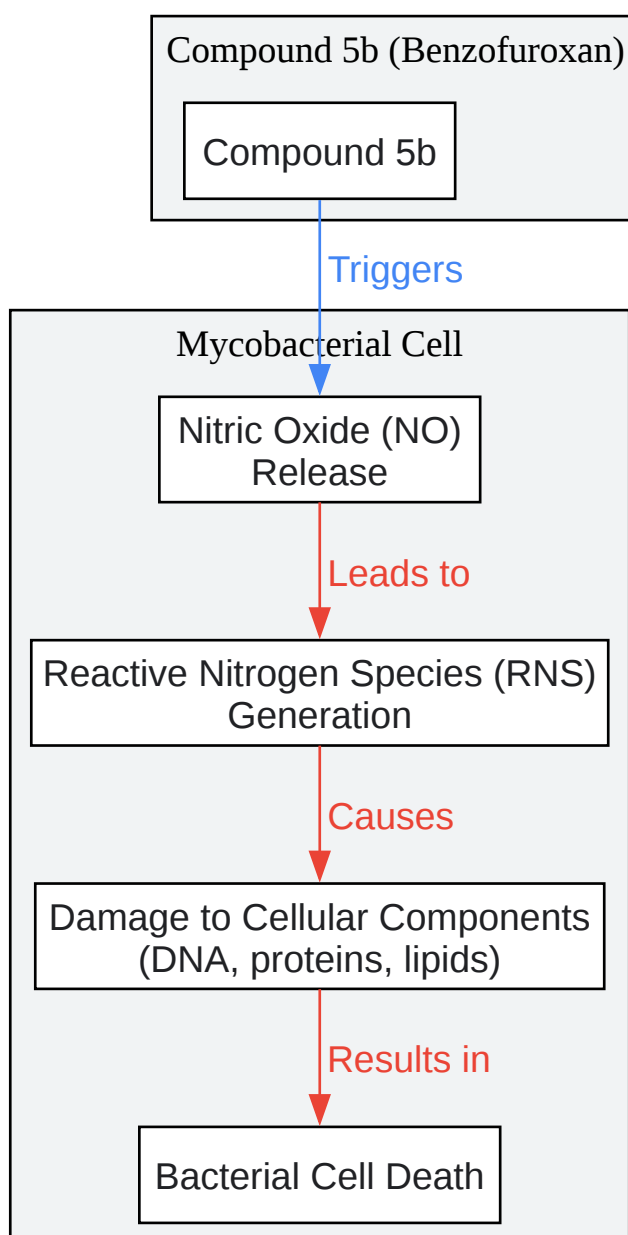 Compound 5b (Benzofuroxan)
Compound 5b
Triggers
Mycobacterial Cell
Nitric Oxide (NO)
Release
Leads to
Reactive Nitrogen Species (RNS)
Generation
Causes
Damage to Cellular Components
(DNA, proteins, lipids)
Results in
Bacterial Cell Death